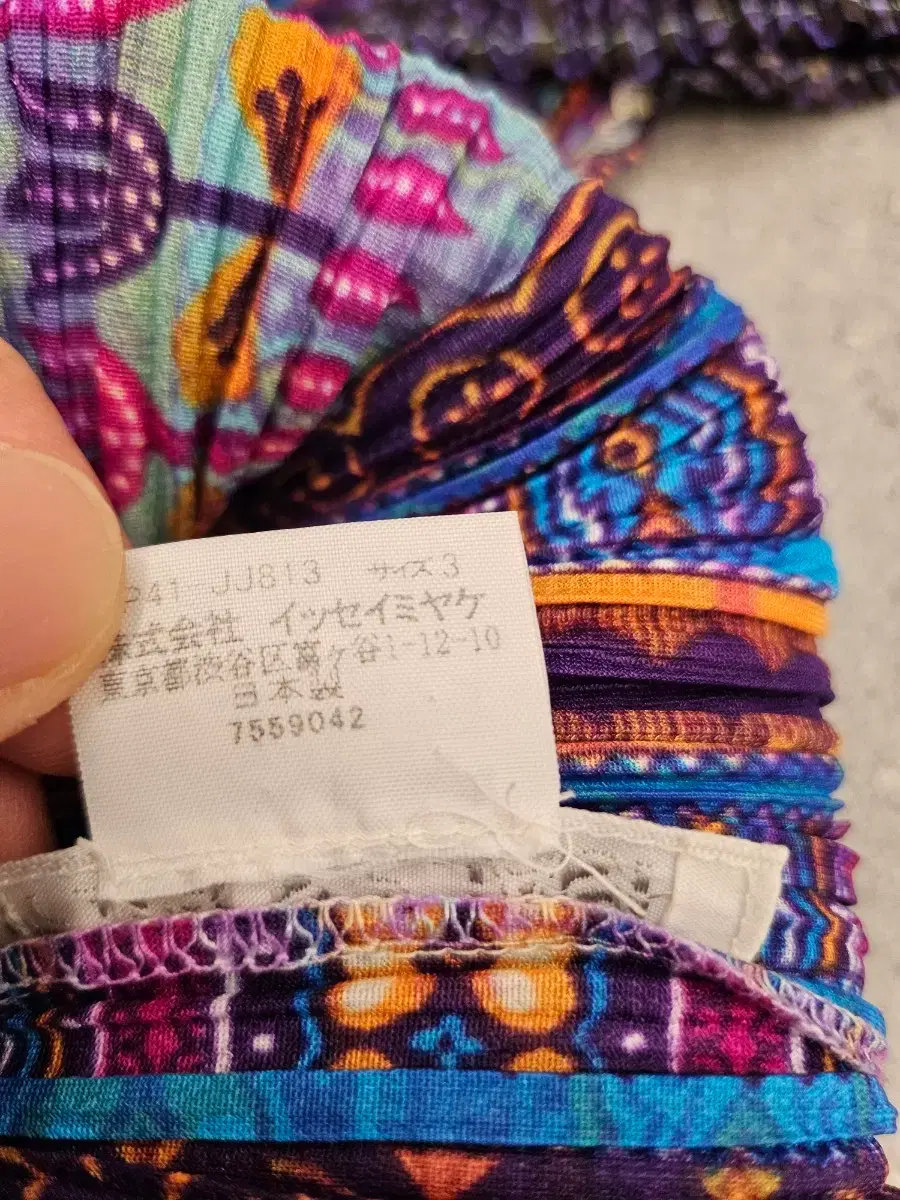 P41-JJ813 サイズ3
株式会社 イッセイミヤケ
東京都渋谷区富ヶ谷1-12-10
日本製
7559042